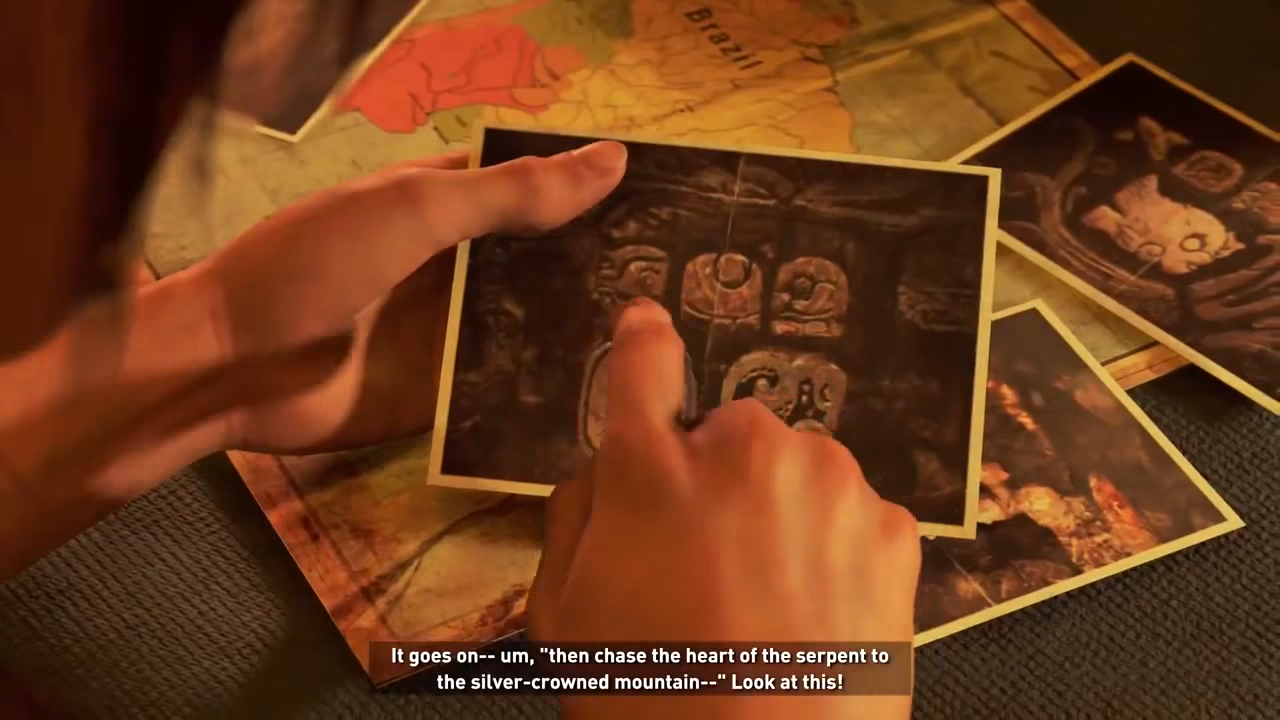 Brazil
It goes on-- um, "then chase the heart of the serpent to
the silver-crowned mountain--" Look at this!